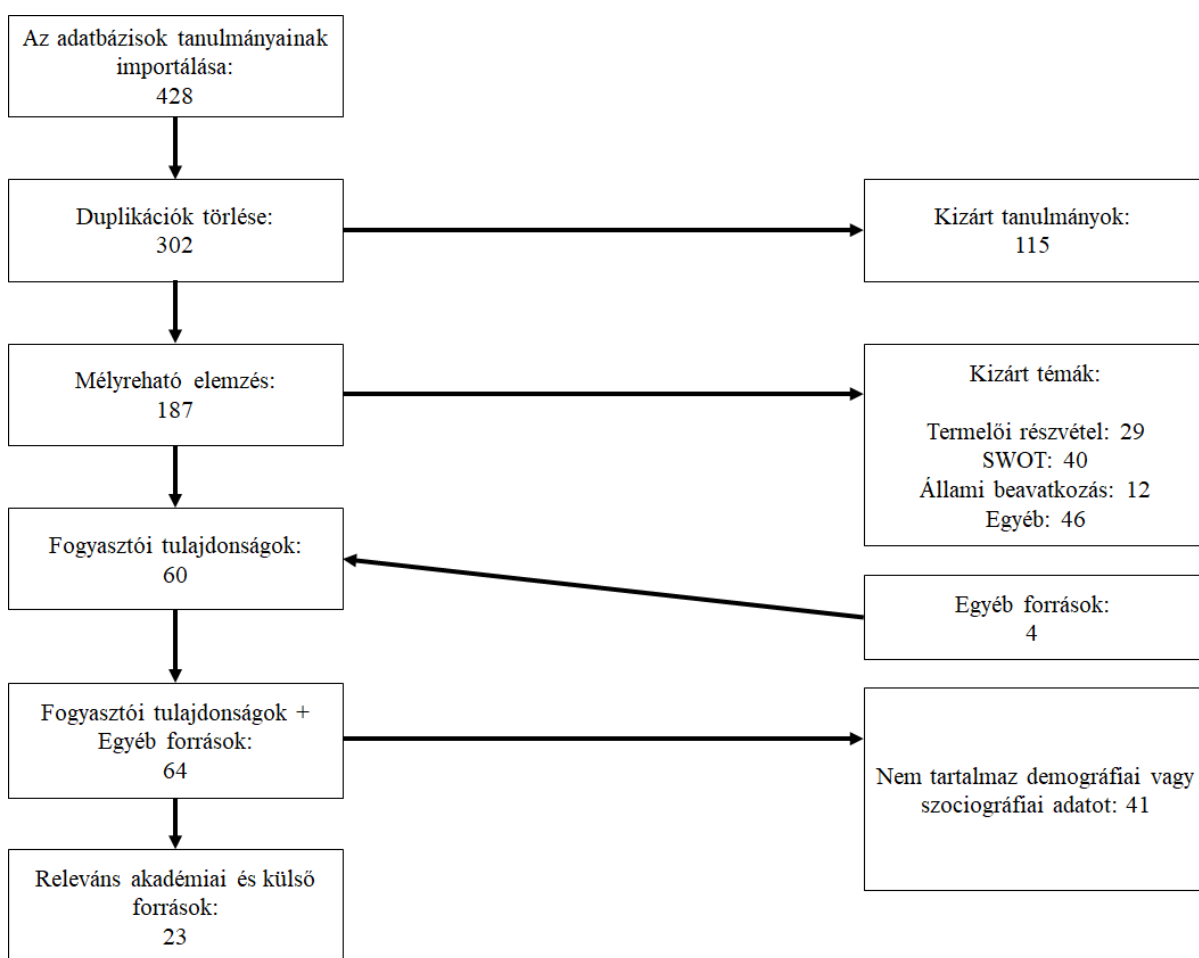 Az adatbázisok tanulmányainak
importálása:
428
Duplikációk törlése:
302
Kizárt tanulmányok:
115
Mélyreható elemzés:
187
Kizárt témák:
Termelői részvétel: 29
SWOT: 40
Állami beavatkozás: 12
Egyéb: 46
Fogyasztói tulajdonságok:
60
Egyéb források:
4
Fogyasztói tulajdonságok +
Egyéb források:
64
Nem tartalmaz demográfiai vagy
szociográfiai adatot: 41
Releváns akadémiai és külső
források:
23